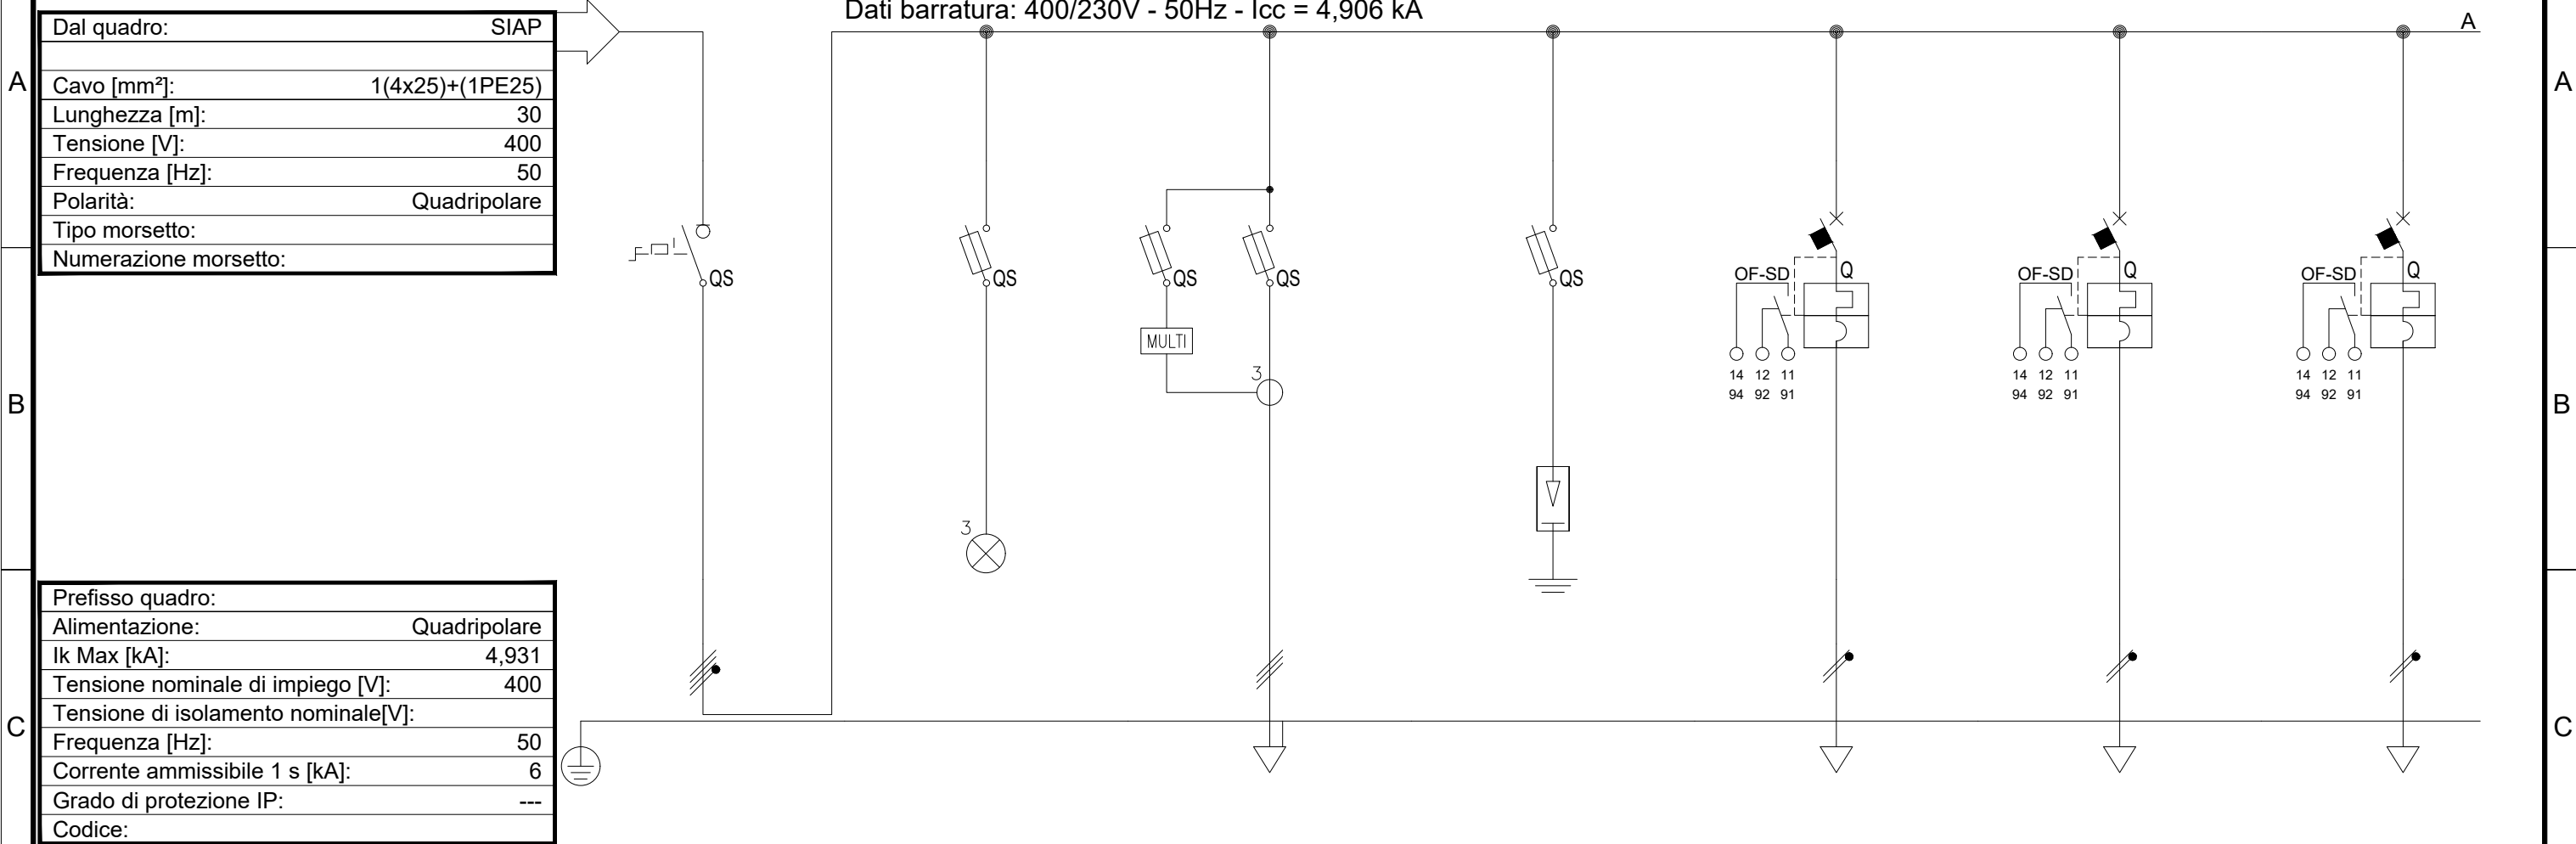 Dati barratura: 400/230V - 50Hz - Icc = 4,906 kA
A
A
A
Dal quadro: SIAP
Cavo [mm²]: 1(4x25)+(1PE25)
Lunghezza [m]: 30
Tensione [V]: 400
Frequenza [Hz]: 50
Polarità: Quadripolare
Tipo morsetto:
Numerazione morsetto:
QS
QS
QS
QS
QS
OF-SD Q
OF-SD Q
OF-SD Q
MULTI
3
14 12 11
94 92 91
14 12 11
94 92 91
14 12 11
94 92 91
B
B
3
Prefisso quadro:
Alimentazione: Quadripolare
Ik Max [kA]: 4,931
Tensione nominale di impiego [V]: 400
Tensione di isolamento nominale[V]:
Frequenza [Hz]: 50
Corrente ammissibile 1 s [kA]: 6
Grado di protezione IP: ---
Codice:
C
C